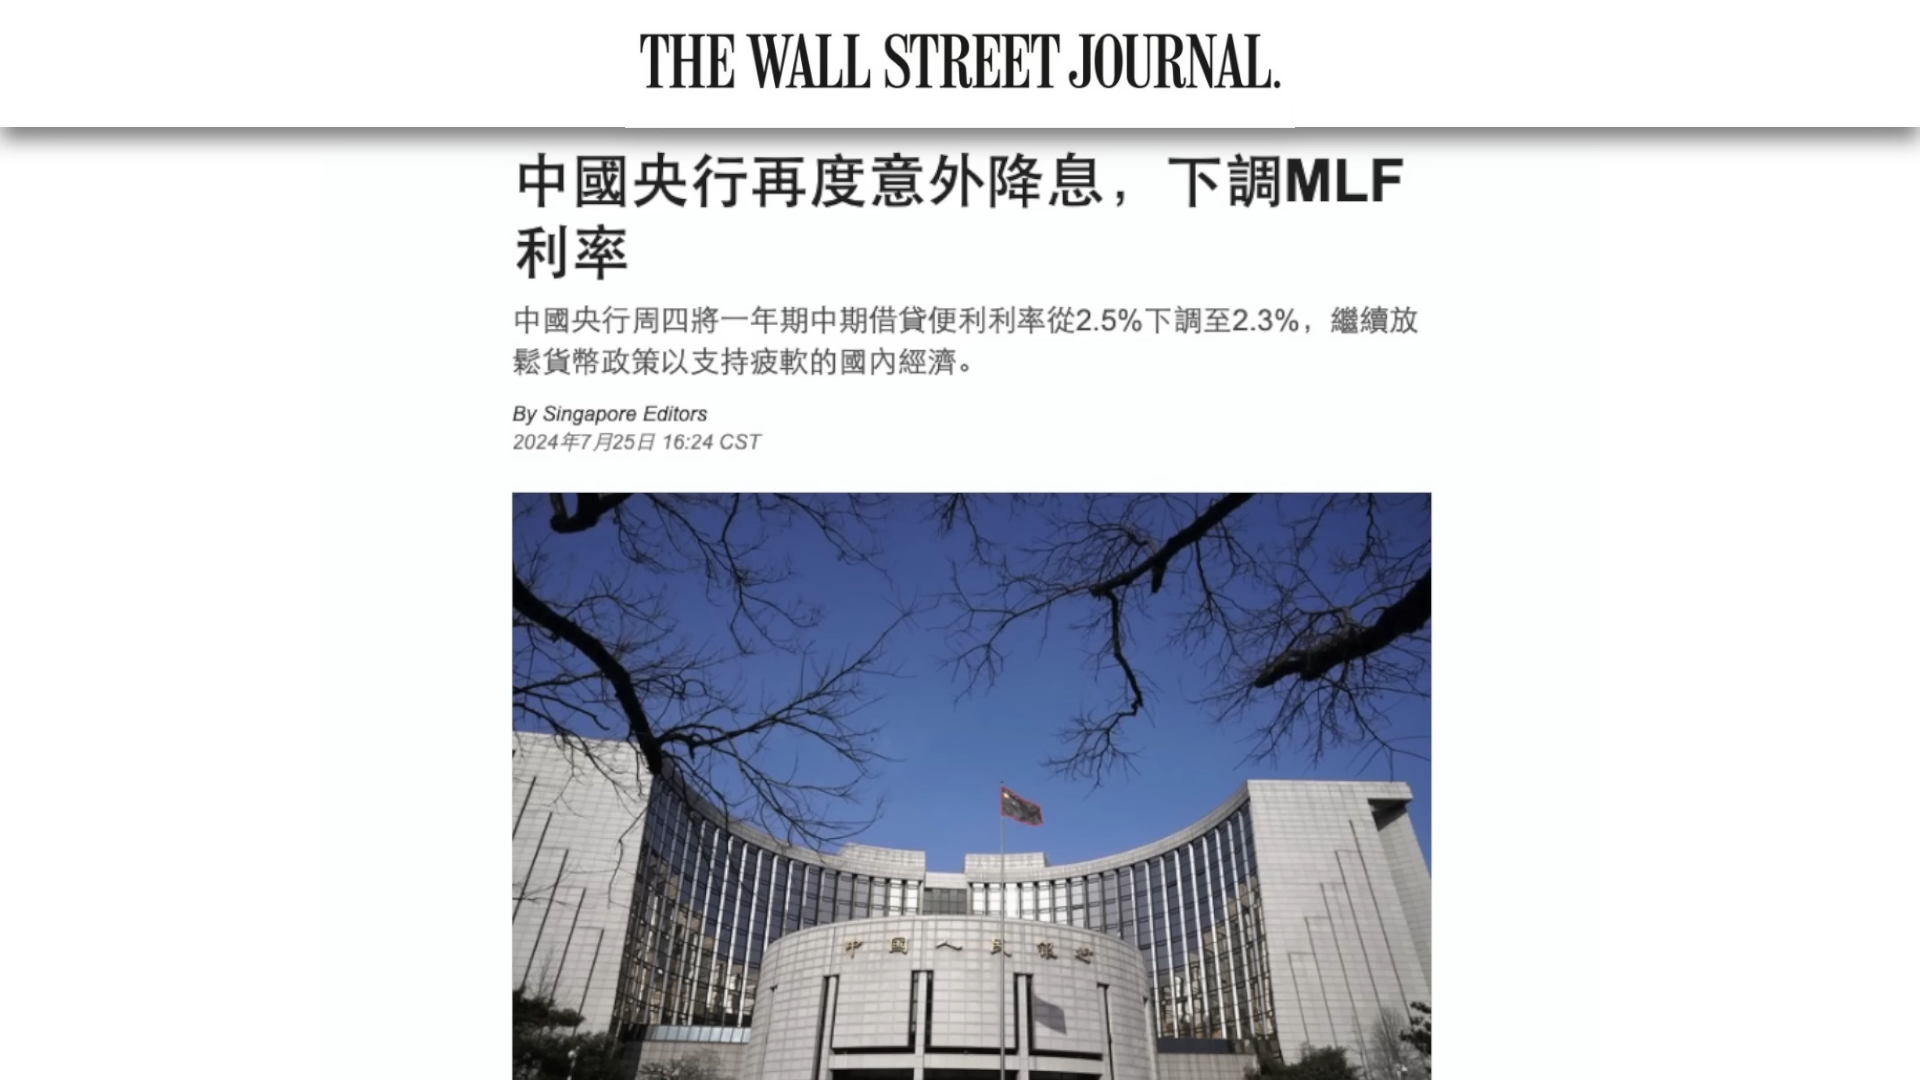 THE WALL STREET JOURNAL.
中國央行再度意外降息，下調MLF
利率
中國央行周四將一年期中期借貸便利利率從2.5%下調至2.3%，繼續放
鬆貨幣政策以支持疲軟的國內經濟。
By Singapore Editors
2024年7月25日 16:24 CST
中国人民银行